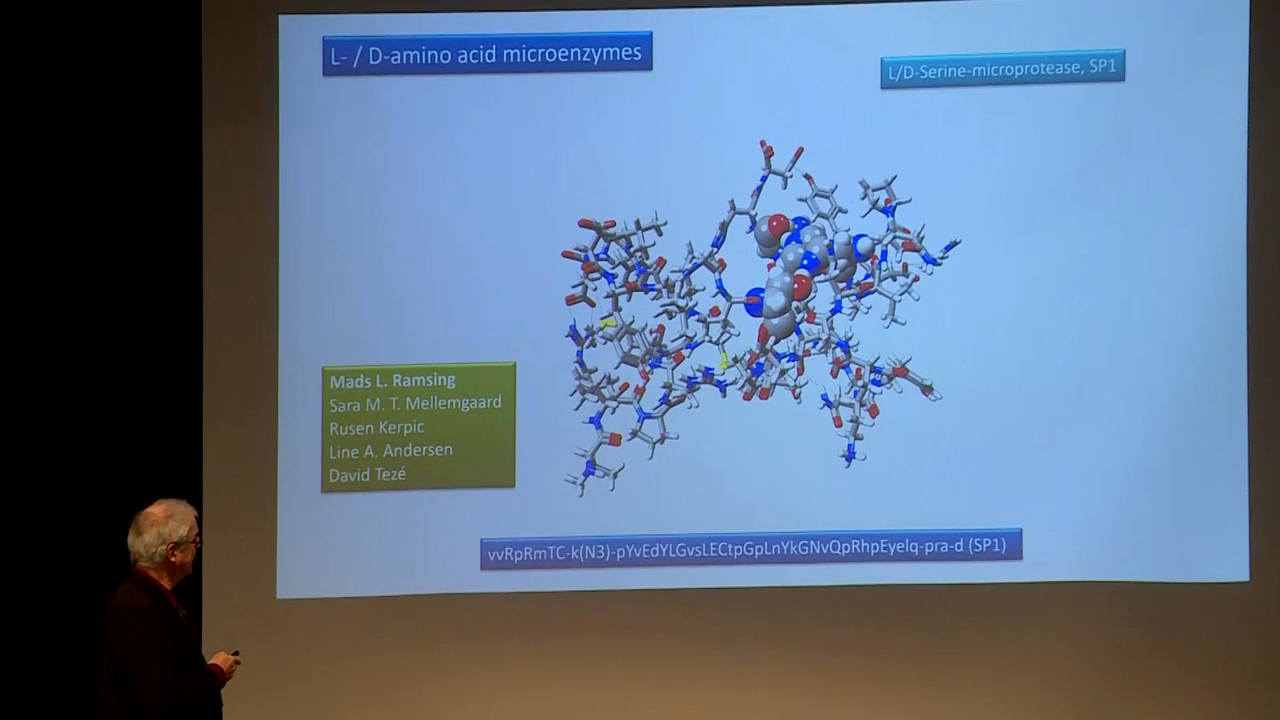 L- / D-amino acid microenzymes
L/D-Serine-microprotease, SP1
Mads L. Ramsing
Sara M. T. Mellemgaard
Rusen Kerpic
Line A. Andersen
David Tezé
vvRpRmTC-k(N3)-pYvEdYLGvsLECtpGpLnYkGNvQpRhpEyelq-pra-d (SP1)